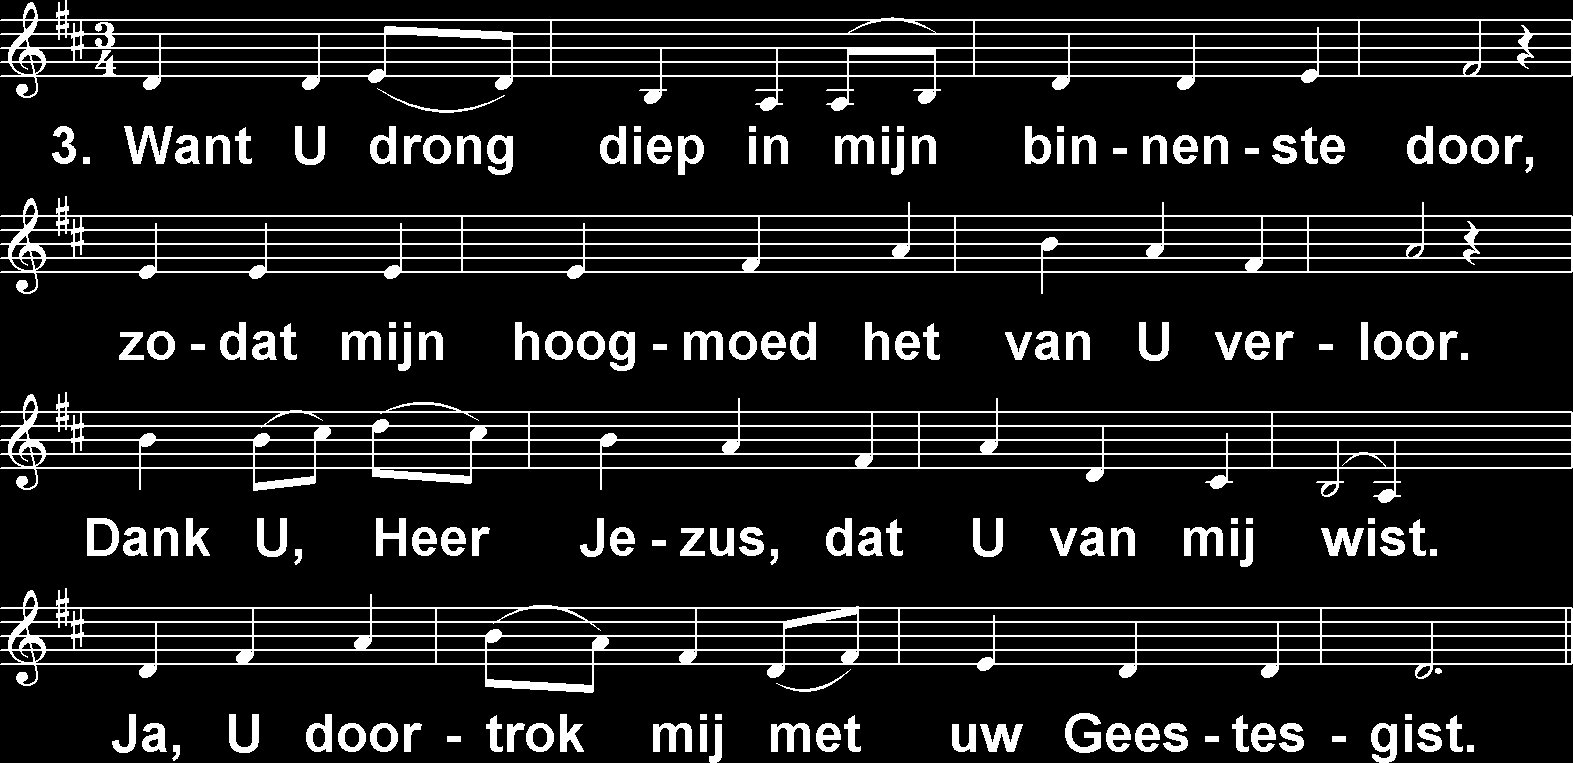 3. Want U drong diep in mijn bin - nen - ste door,
zo - dat mijn hoog - moed het van U ver - loor.
Dank U, Heer Je - zus, dat U van mij wist.
Ja, U door - trok mij met uw Gees - tes - gist.